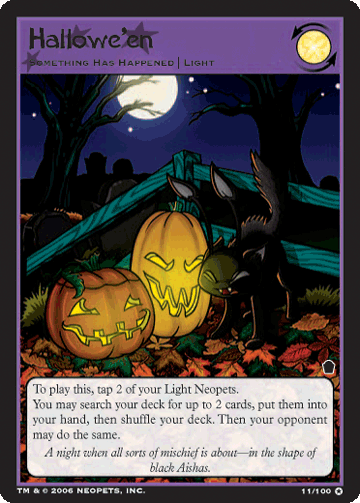 Hallowe'en
Something Has Happened | Light
To play this, tap 2 of your Light Neopets.
You may search your deck for up to 2 cards, put them into
your hand, then shuffle your deck. Then your opponent
may do the same.
A night when all sorts of mischief is about—in the shape of
black Aishas.
TM & © 2006 NEOPETS, INC.
11/100